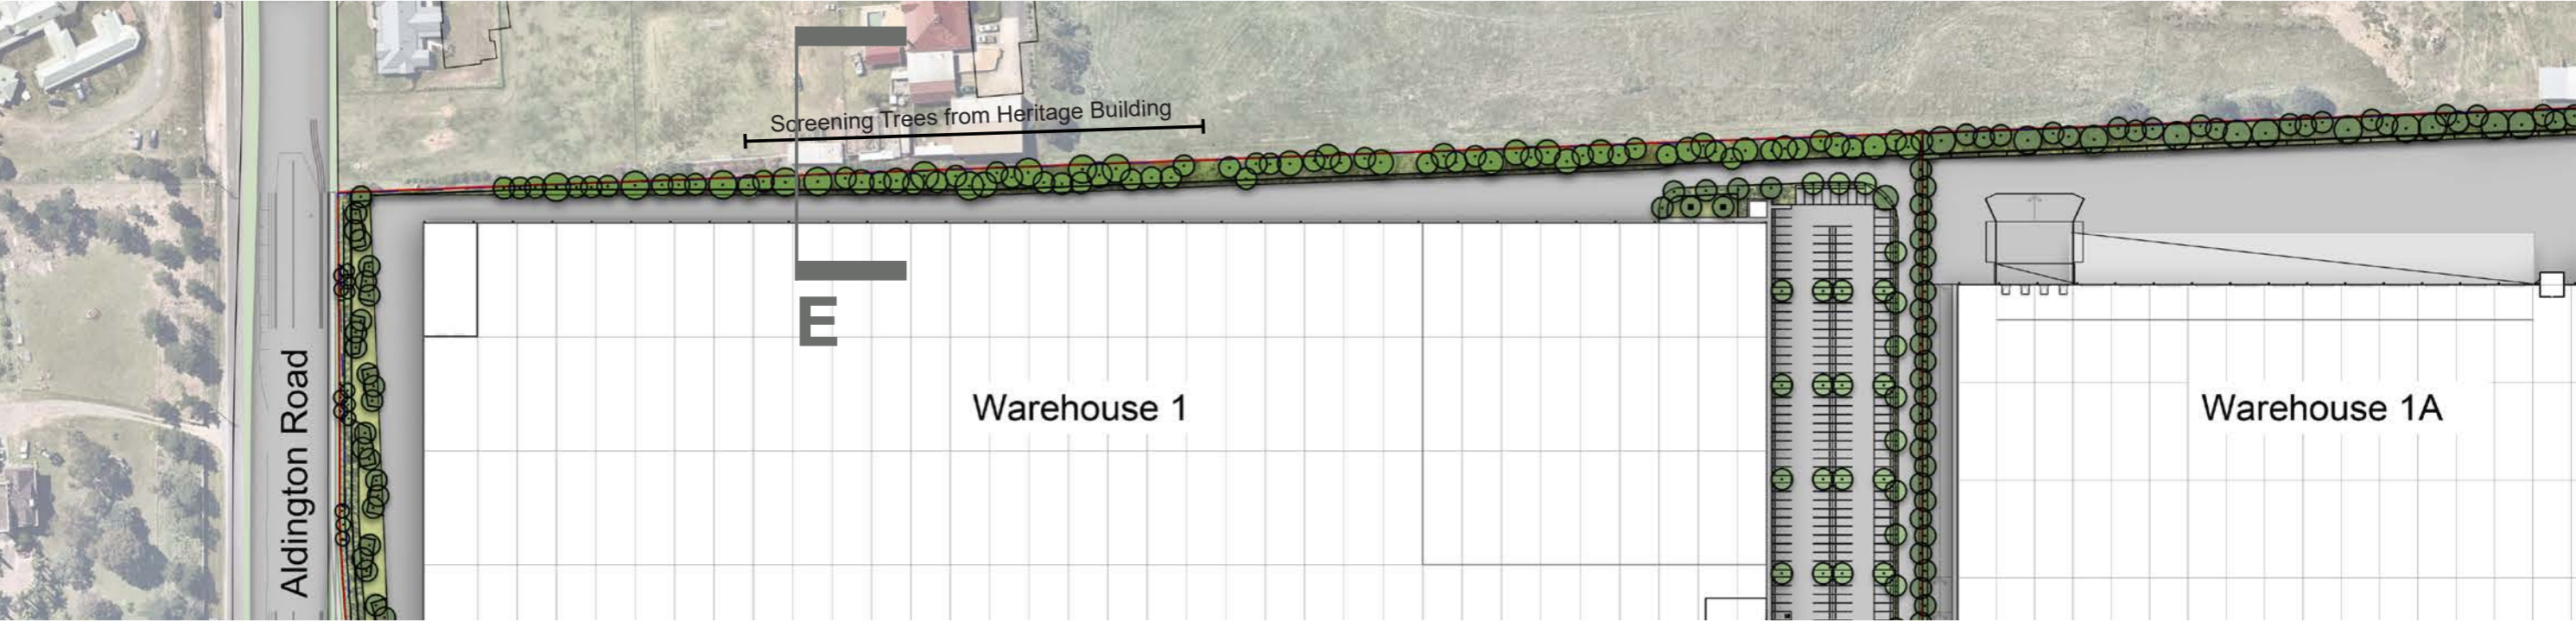 Screening Trees from Heritage Building
E
Aldington Road
Warehouse 1
Warehouse 1A